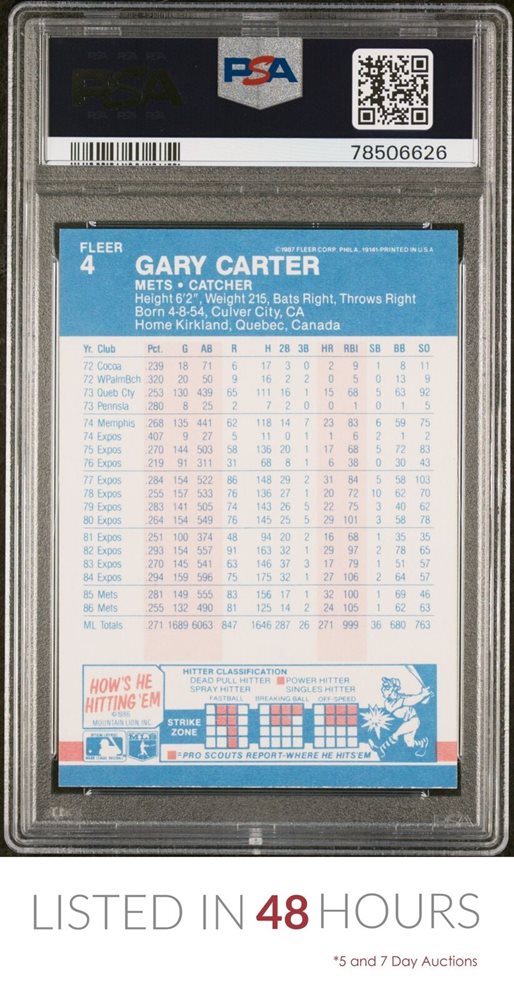 PSA
78506626
FLEER
4
©1987 FLEER CORP. PHILA., 19141-PRINTED IN U.S.A
GARY CARTER
METS • CATCHER
Height 6'2", Weight 215, Bats Right, Throws Right
Born 4-8-54, Culver City, CA
Home Kirkland, Quebec, Canada
Yr. Club Pct. G AB R H 2B 3B HR RBI SB BB SO
72 Cocoa .239 18 71 6 17 3 0 2 9 1 8 11
72 WPalmBch .320 20 50 9 16 2 2 0 5 0 13 9
73 Queb Cty .253 130 439 65 111 16 1 15 68 5 63 92
73 Pennsla .280 8 25 2 7 2 0 0 1 0 1 5
74 Memphis .268 135 441 62 118 14 7 23 83 6 59 75
74 Expos .407 9 27 5 11 0 1 1 6 2 1 2
75 Expos .270 144 503 58 136 20 1 17 68 5 72 83
76 Expos .219 91 311 31 68 8 1 6 38 0 30 43
77 Expos .284 154 522 86 148 29 2 31 84 5 58 103
78 Expos .255 157 533 76 136 27 1 20 72 10 62 70
79 Expos .283 141 505 74 143 26 5 22 75 3 40 62
80 Expos .264 154 549 76 145 25 5 29 101 3 58 78
81 Expos .251 100 374 48 94 20 2 16 68 1 35 35
82 Expos .293 154 557 91 163 32 1 29 97 2 78 65
83 Expos .270 145 541 63 146 37 3 17 79 1 51 57
84 Expos .294 159 596 75 175 32 1 27 106 2 64 57
85 Mets .281 149 555 83 156 17 1 32 100 1 69 46
86 Mets .255 132 490 81 125 14 2 24 105 1 62 63
ML Totals .271 1689 6063 847 1646 287 26 271 999 36 680 763
HOW'S HE
HITTING 'EM
©1986
MOUNTAIN LION, INC.
HITTER CLASSIFICATION
DEAD PULL HITTER POWER HITTER
SPRAY HITTER SINGLES HITTER
FASTBALL BREAKING BALL OFF-SPEED
STRIKE
ZONE
=PRO SCOUTS REPORT-WHERE HE HITS'EM
LISTED IN 48 HOURS
*5 and 7 Day Auctions